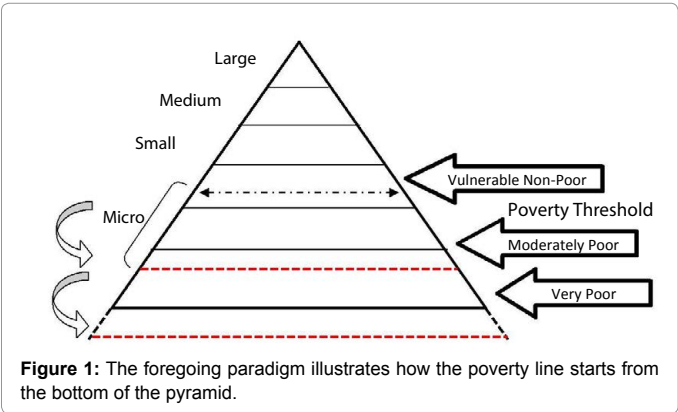 Large
Medium
Small
Vulnerable Non-Poor
Micro
Poverty Threshold
Moderately Poor
Very Poor
Figure 1: The foregoing paradigm illustrates how the poverty line starts from
the bottom of the pyramid.